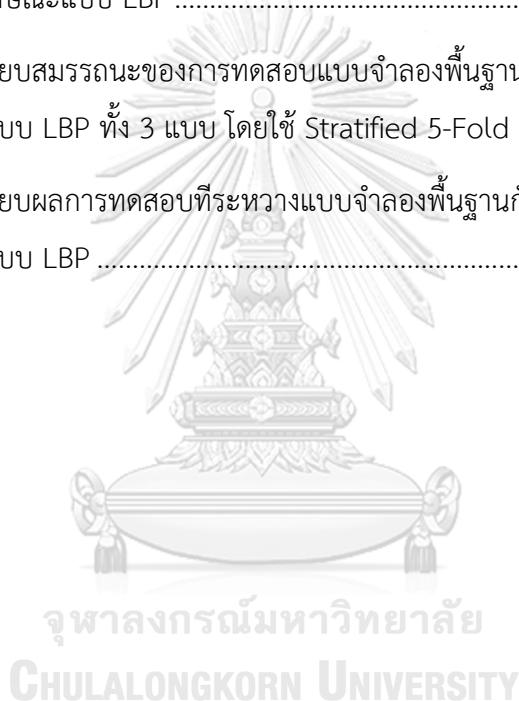 ษณะแบบ LBP ..................................................
ียบสมรรถนะของการทดสอบแบบจำลองพื้นฐาน
บบ LBP ทั้ง 3 แบบ โดยใช้ Stratified 5-Fold
ียบผลการทดสอบทีระหวางแบบจำลองพื้นฐานกั
บบ LBP ............................................................
จุฬาลงกรณ์มหาวิทยาลัย
CHULALONGKORN UNIVERSITY